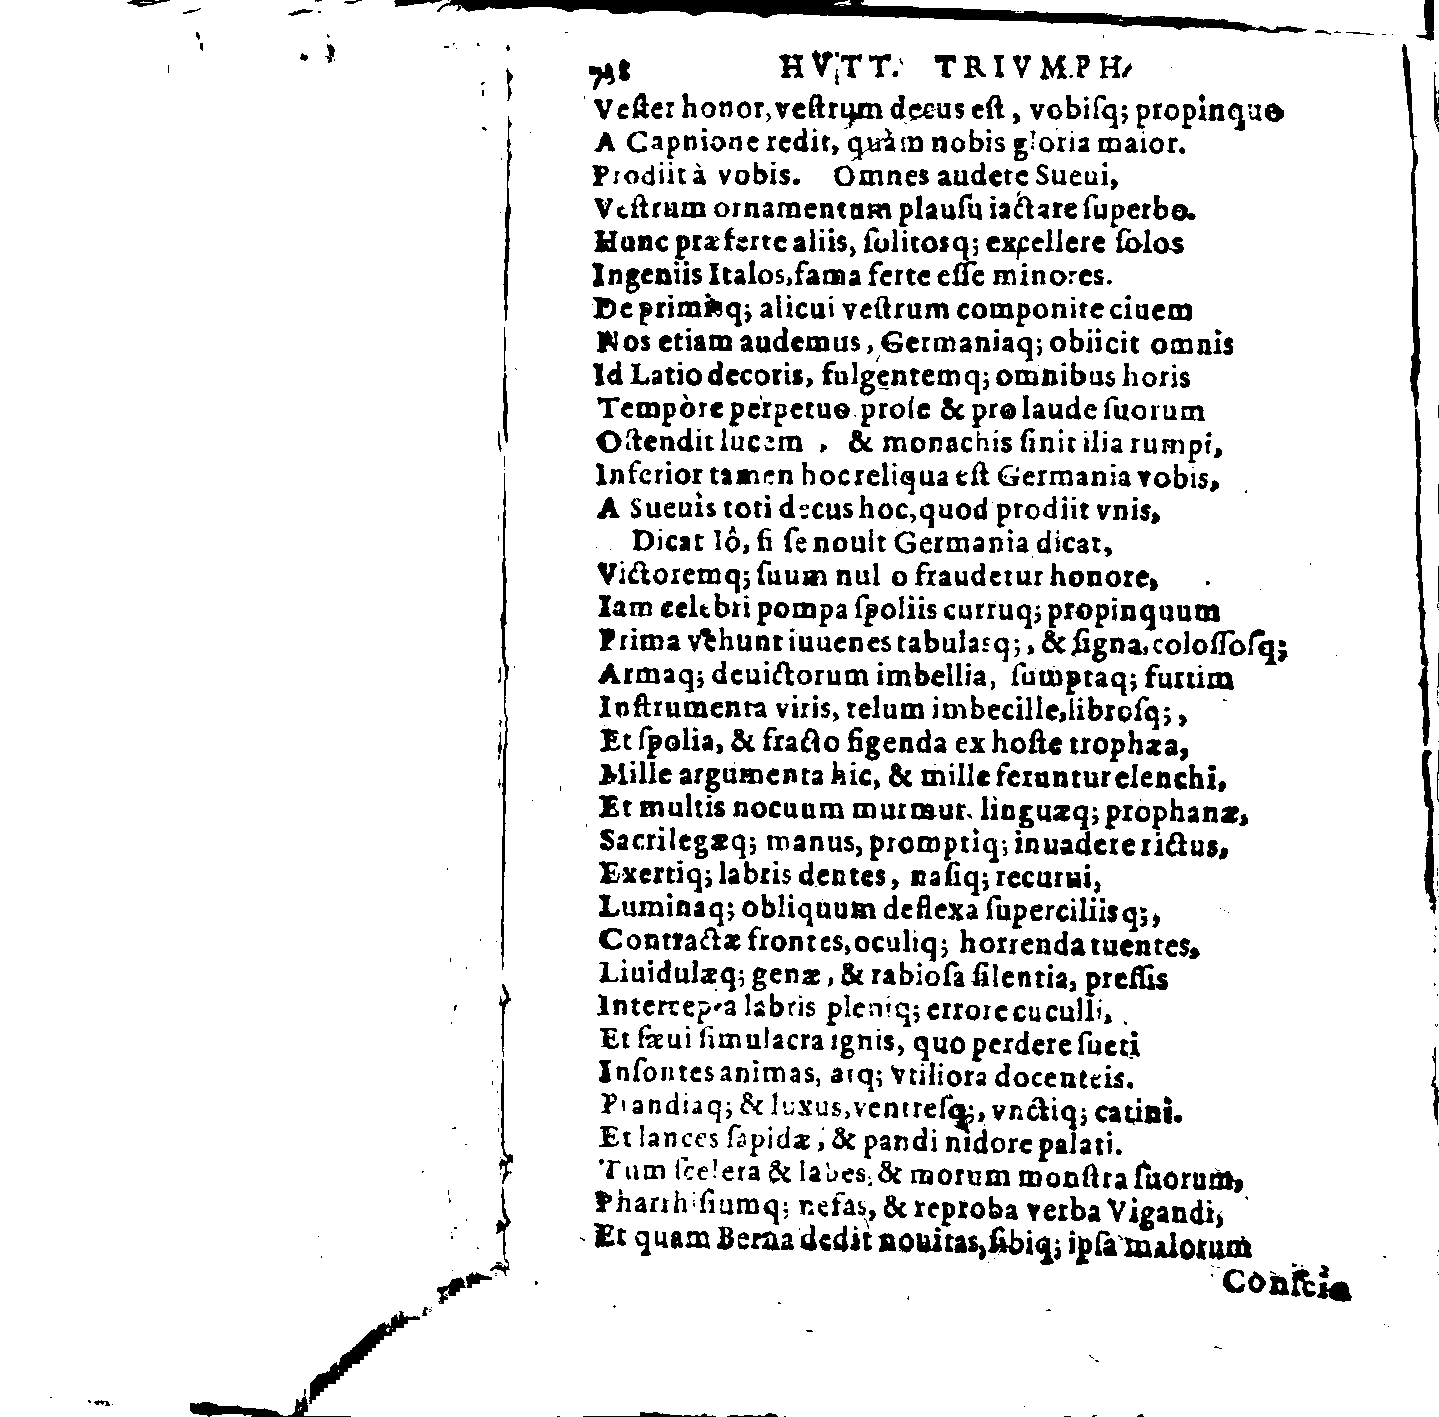 798 HVTT. TRIVMPH.
Vester honor, vestrum decus est, vobisq; propinquo
A Capnione redit, quàm nobis gloria maior.
Prodiit à vobis. Omnes audete Sueui,
Vestrum ornamentum plausu iactare superbo.
Hunc præferte aliis, solitosq; excellere solos
Ingeniis Italos, fama ferte esse minores.
De primisq; alicui vestrum componite ciuem
Nos etiam audemus, Germaniaq; obiicit omnis
Id Latio decoris, fulgentemq; omnibus horis
Tempòre perpetuo pro se & pro laude suorum
Ostendit lucem, & monachis sinit ilia rumpi,
Inferior tamen hoc reliqua est Germania vobis,
A Sueuis toti decus hoc, quod prodiit vnis,
Dicat Iô, si se nouit Germania dicat,
Victoremq; suum nullo fraudetur honore,
Iam celebri pompa spoliis curruq; propinquum
Prima vehunt iuuenes tabulasq;, & signa, colossosq;
Armaq; deuictorum imbellia, sumptaq; furtim
Instrumenta viris, telum imbecille, librosq;,
Et spolia, & fracto figenda ex hoste trophæa,
Mille argumenta hic, & mille feruntur elenchi,
Et multis nocuum murmur. linguæq; prophanæ,
Sacrilegæq; manus, promptiq; inuadere rictus,
Exertiq; labris dentes, nasiq; recurui,
Luminaq; obliquum deflexa superciliisq;,
Contractæ frontes, oculiq; horrenda tuentes,
Liuidulæq; genæ, & rabiosa silentia, pressis
Intercepta labris pleniq; errore cuculli,
Et sæui simulacra ignis, quo perdere sueti
Insontes animas, atq; vtiliora docenteis.
Prandiaq; & luxus, ventresq;, vnctiq; catini.
Et lances sapidæ, & pandi nidore palati.
Tum scelera & labes, & morum monstra suorum,
Pharrhisiumq; nefas, & reproba verba Vigandi,
Et quam Berna dedit nouitas, sibiq; ipsa malorum
Conscia